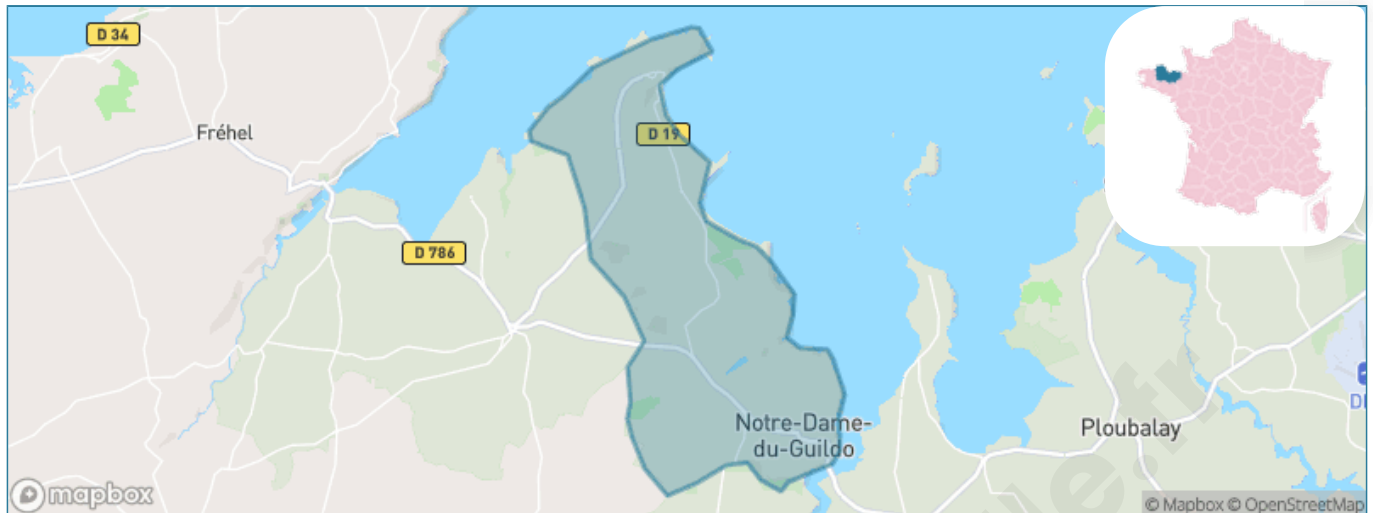 D 34
Fréhel
D 19
D 786
Notre-Dame-
du-Guildo
Ploubalay
mapbox
© Mapbox © OpenStreetMap